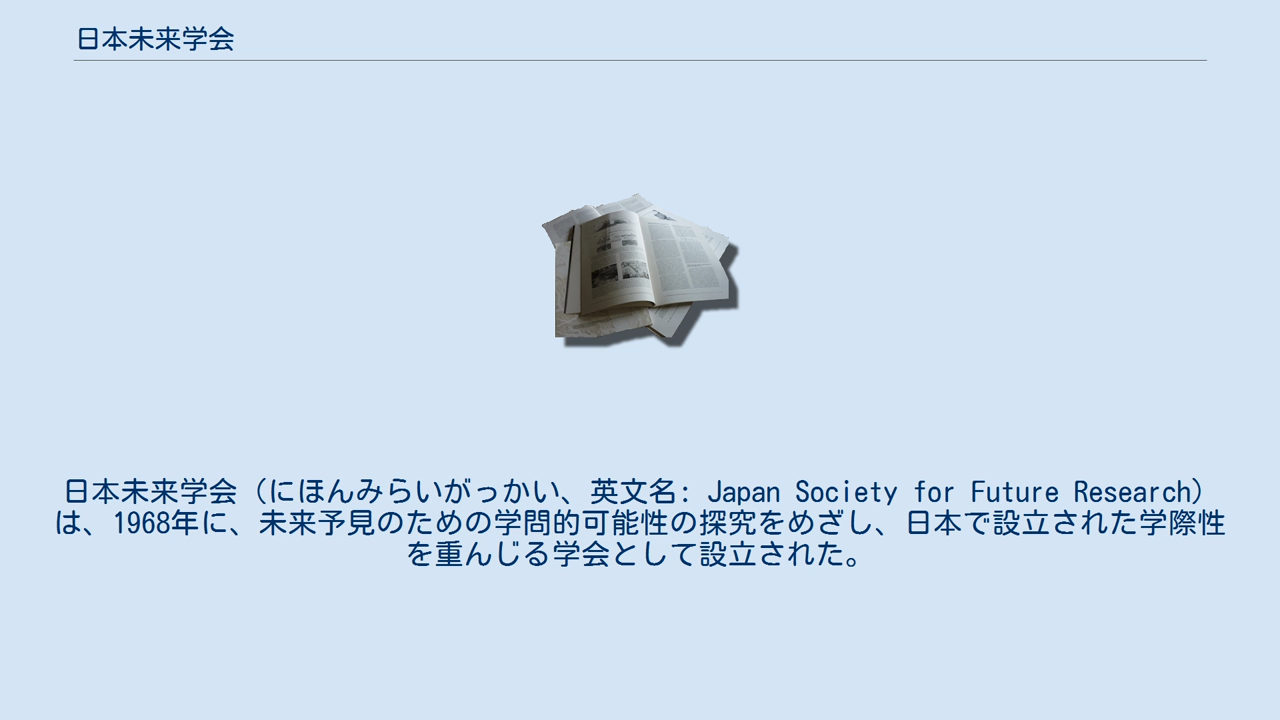 日本未来学会
日本未来学会（にほんみらいがっかい、英文名: Japan Society for Future Research）
は、1968年に、未来予見のための学問的可能性の探究をめざし、日本で設立された学際性
を重んじる学会として設立された。